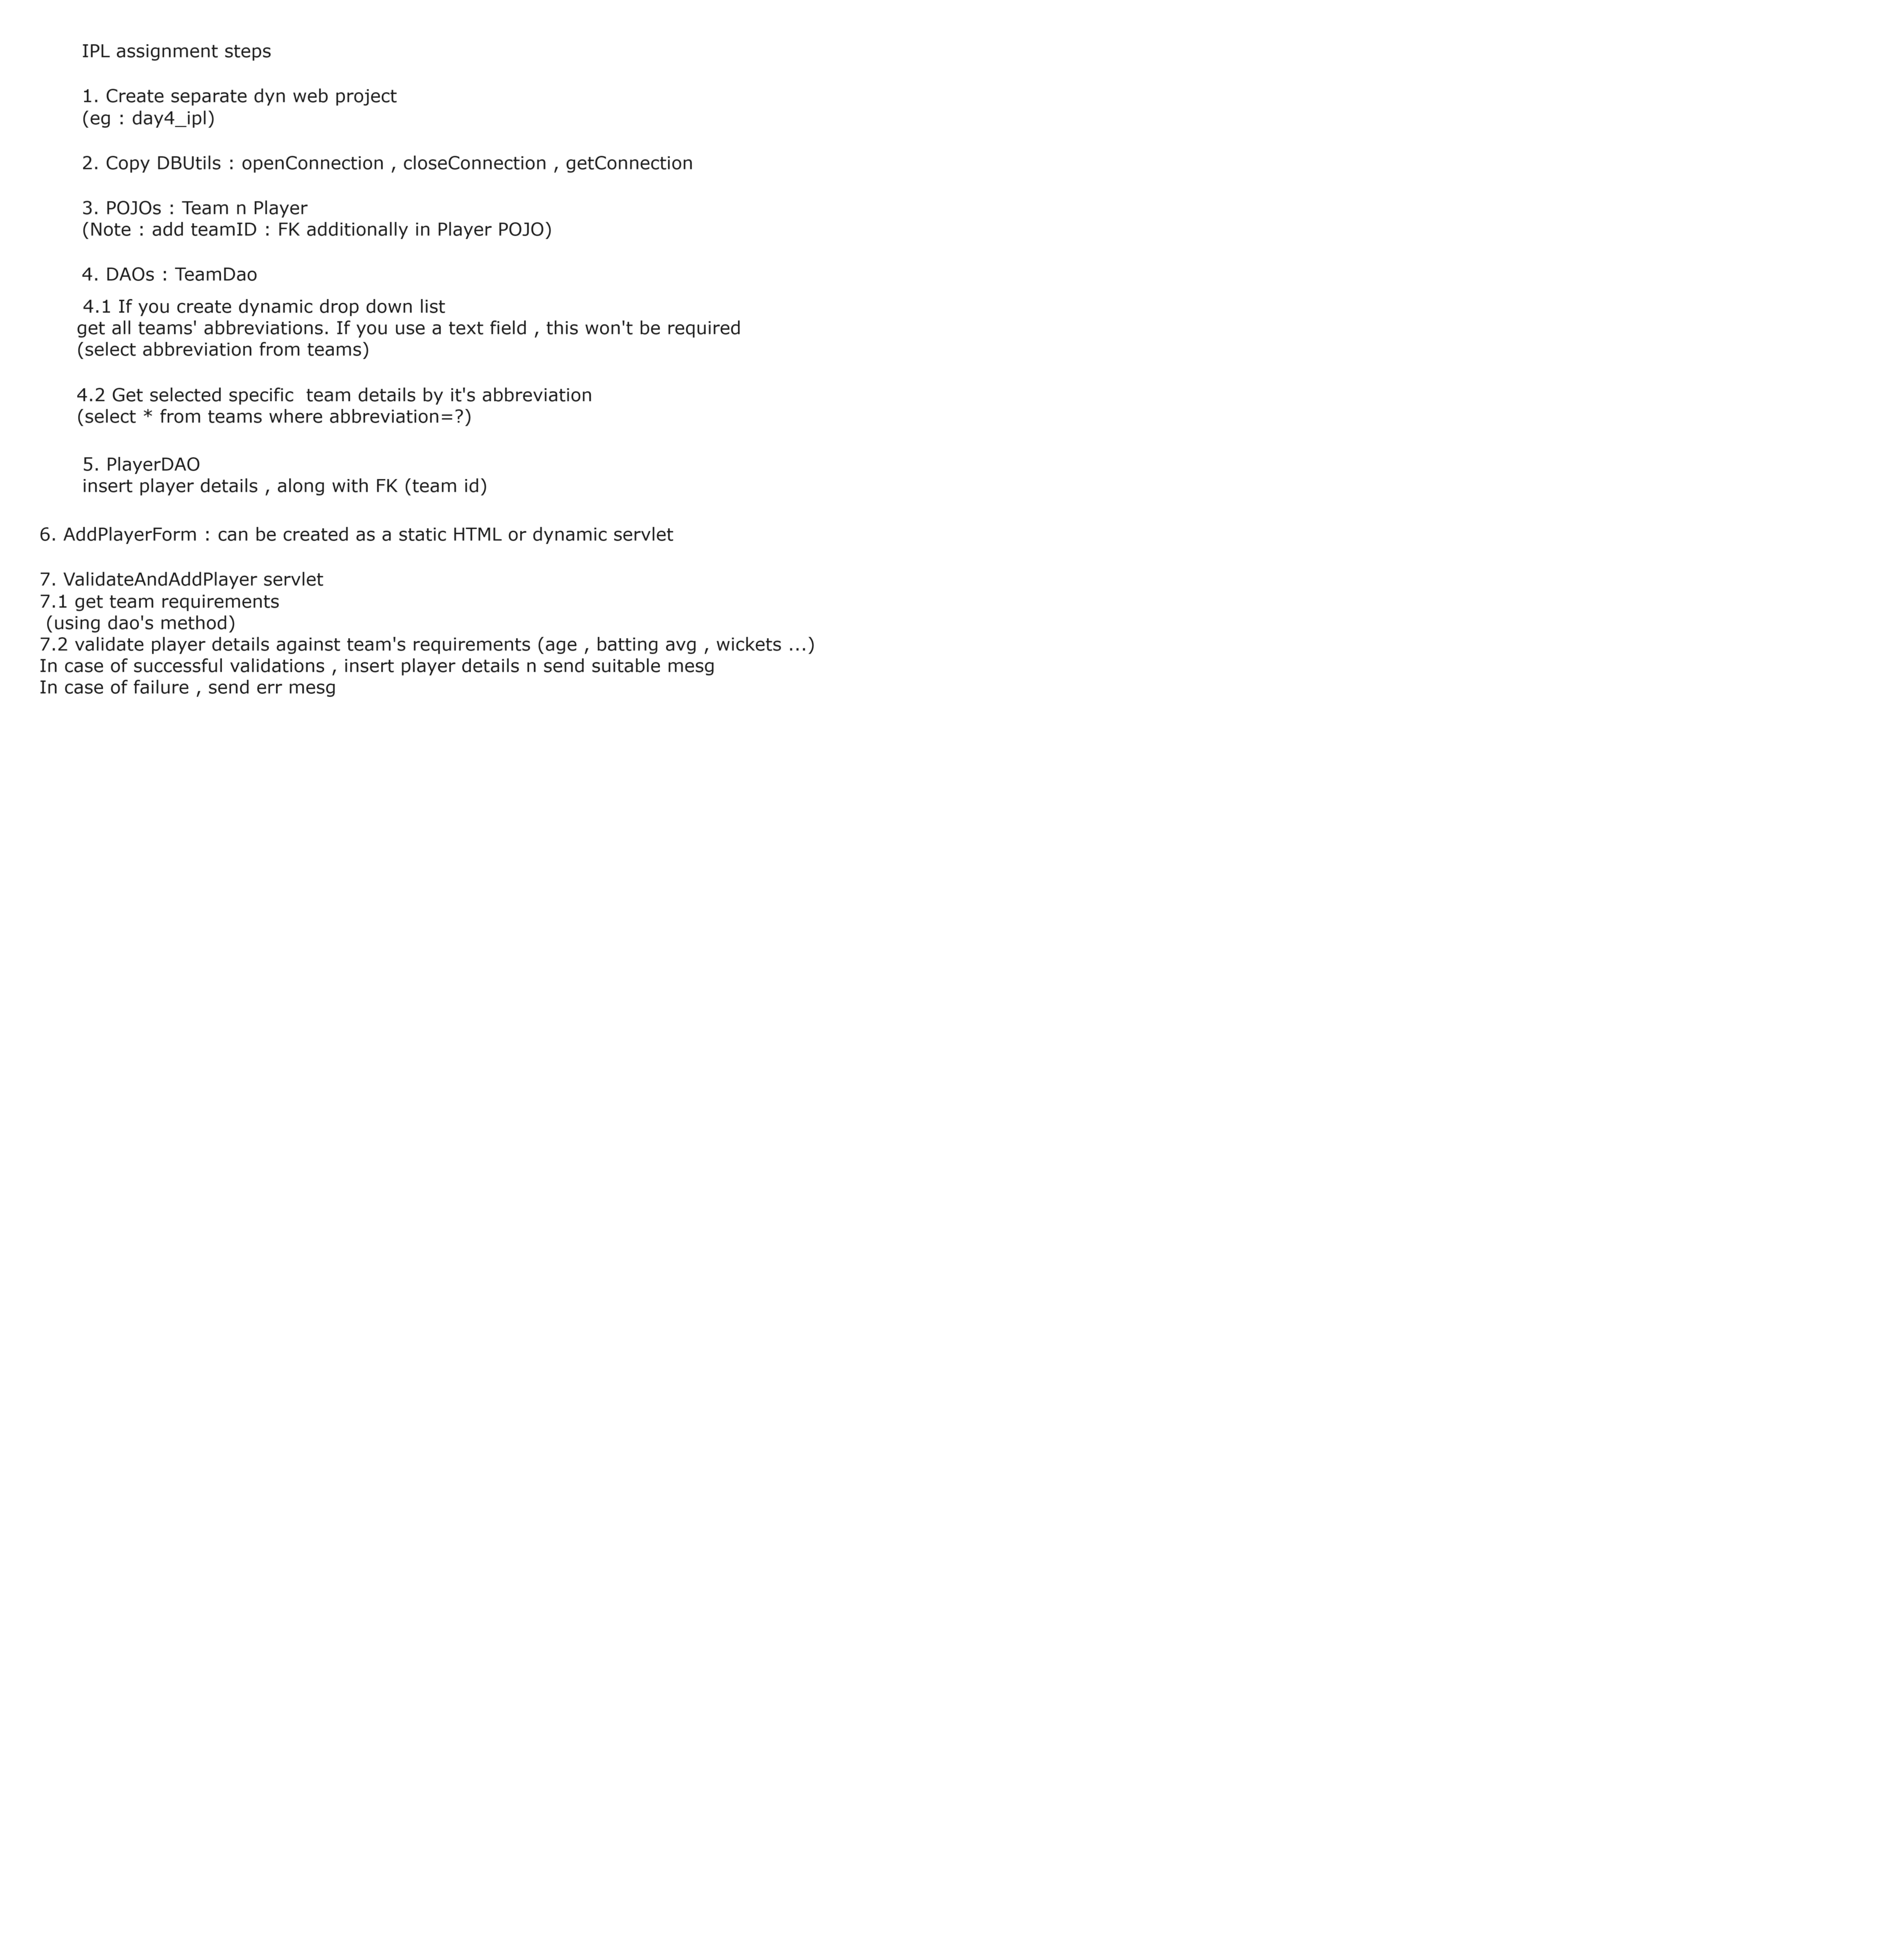 IPL assignment steps
1. Create separate dyn web project
(eg : day4_ipl)
2. Copy DBUtils : openConnection , closeConnection , getConnection
3. POJOs : Team n Player
(Note : add teamID : FK additionally in Player POJO)
4. DAOs : TeamDao
4.1 If you create dynamic drop down list
get all teams' abbreviations. If you use a text field , this won't be required
(select abbreviation from teams)
4.2 Get selected specific  team details by it's abbreviation
(select * from teams where abbreviation=?)
5. PlayerDAO
insert player details , along with FK (team id)
6. AddPlayerForm : can be created as a static HTML or dynamic servlet
7. ValidateAndAddPlayer servlet
7.1 get team requirements
(using dao's method)
7.2 validate player details against team's requirements (age , batting avg , wickets ...)
In case of successful validations , insert player details n send suitable mesg
In case of failure , send err mesg